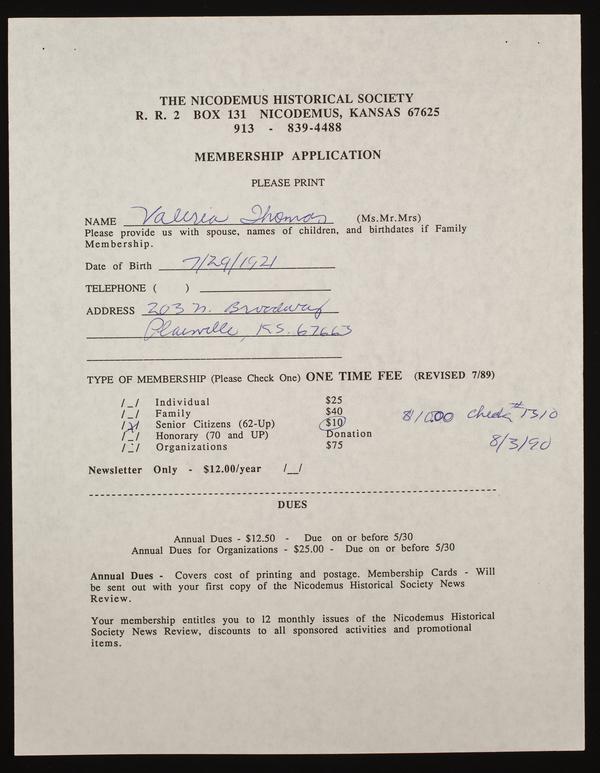 THE NICODEMUS HISTORICAL SOCIETY
R. R. 2 BOX 131 NICODEMUS, KANSAS 67625
913 - 839-4488
MEMBERSHIP APPLICATION
PLEASE PRINT
NAME Valeria Thomas (Ms.Mr.Mrs)
Please provide us with spouse, names of children, and birthdates if Family
Membership.
Date of Birth 7/29/1921
TELEPHONE ( )
ADDRESS 203 N. Broadway
Plainville, KS. 67663
TYPE OF MEMBERSHIP (Please Check One) ONE TIME FEE (REVISED 7/89)
/_/ Individual $25
/_/ Family $40
/X/ Senior Citizens (62-Up) $10 $10.00 Check # 1310
/_/ Honorary (70 and UP) Donation
/_/ Organizations $75 8/3/90
Newsletter Only - $12.00/year /__/
DUES
Annual Dues - $12.50 - Due on or before 5/30
Annual Dues for Organizations - $25.00 - Due on or before 5/30
Annual Dues - Covers cost of printing and postage. Membership Cards - Will
be sent out with your first copy of the Nicodemus Historical Society News
Review.
Your membership entitles you to 12 monthly issues of the Nicodemus Historical
Society News Review, discounts to all sponsored activities and promotional
items.